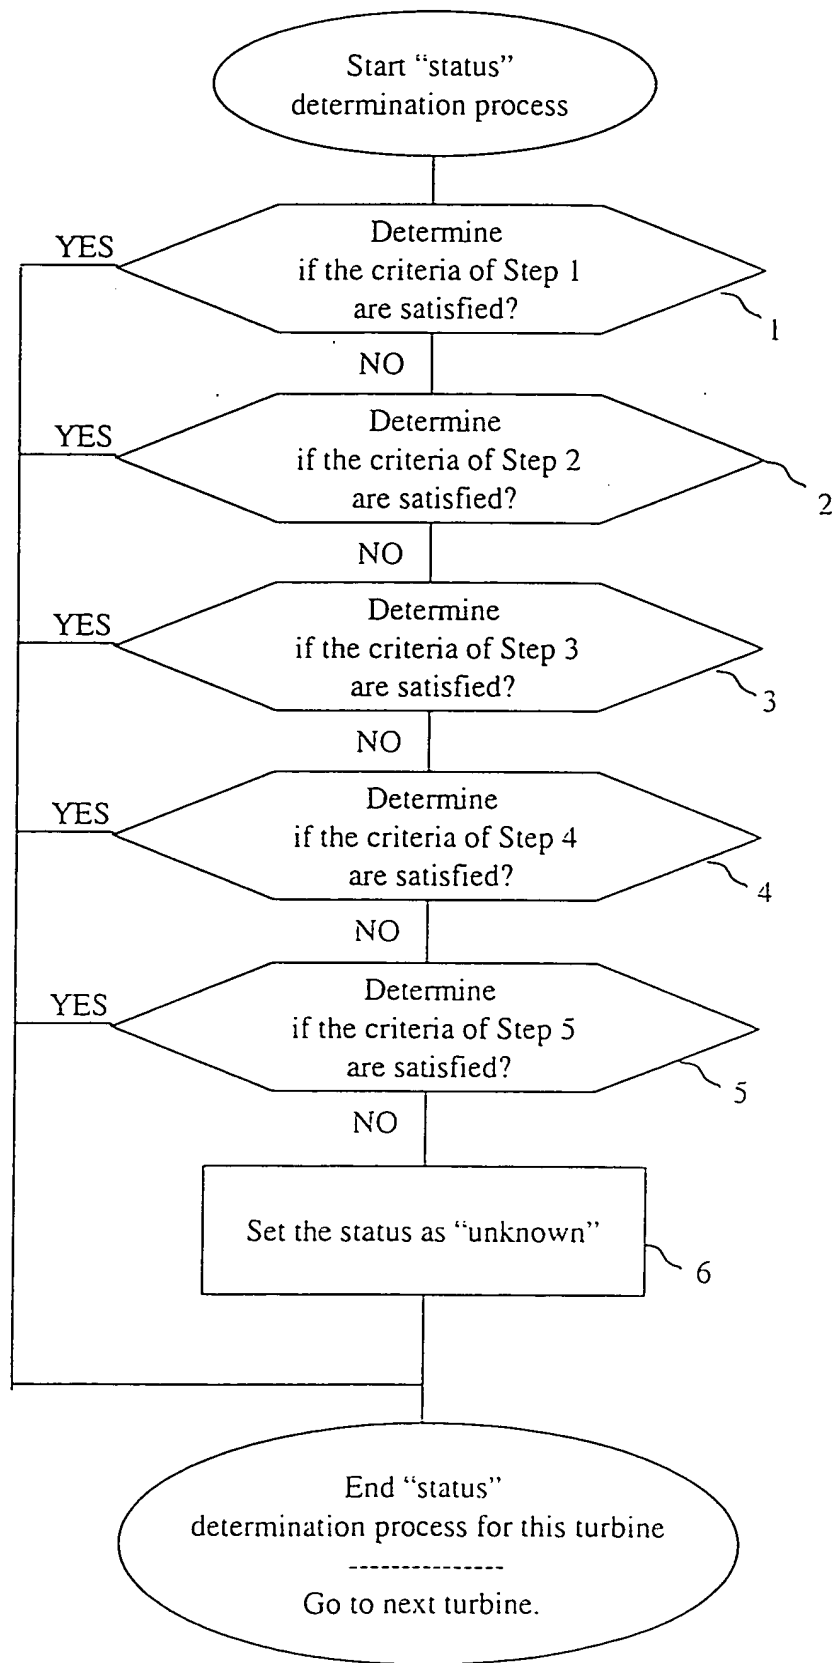 Start “status”
determination process
YES
Determine
if the criteria of Step 1
are satisfied?
1
NO
YES
Determine
if the criteria of Step 2
are satisfied?
2
NO
YES
Determine
if the criteria of Step 3
are satisfied?
3
NO
YES
Determine
if the criteria of Step 4
are satisfied?
4
NO
YES
Determine
if the criteria of Step 5
are satisfied?
5
NO
Set the status as “unknown”
6
End “status”
determination process for this turbine
--------------
Go to next turbine.